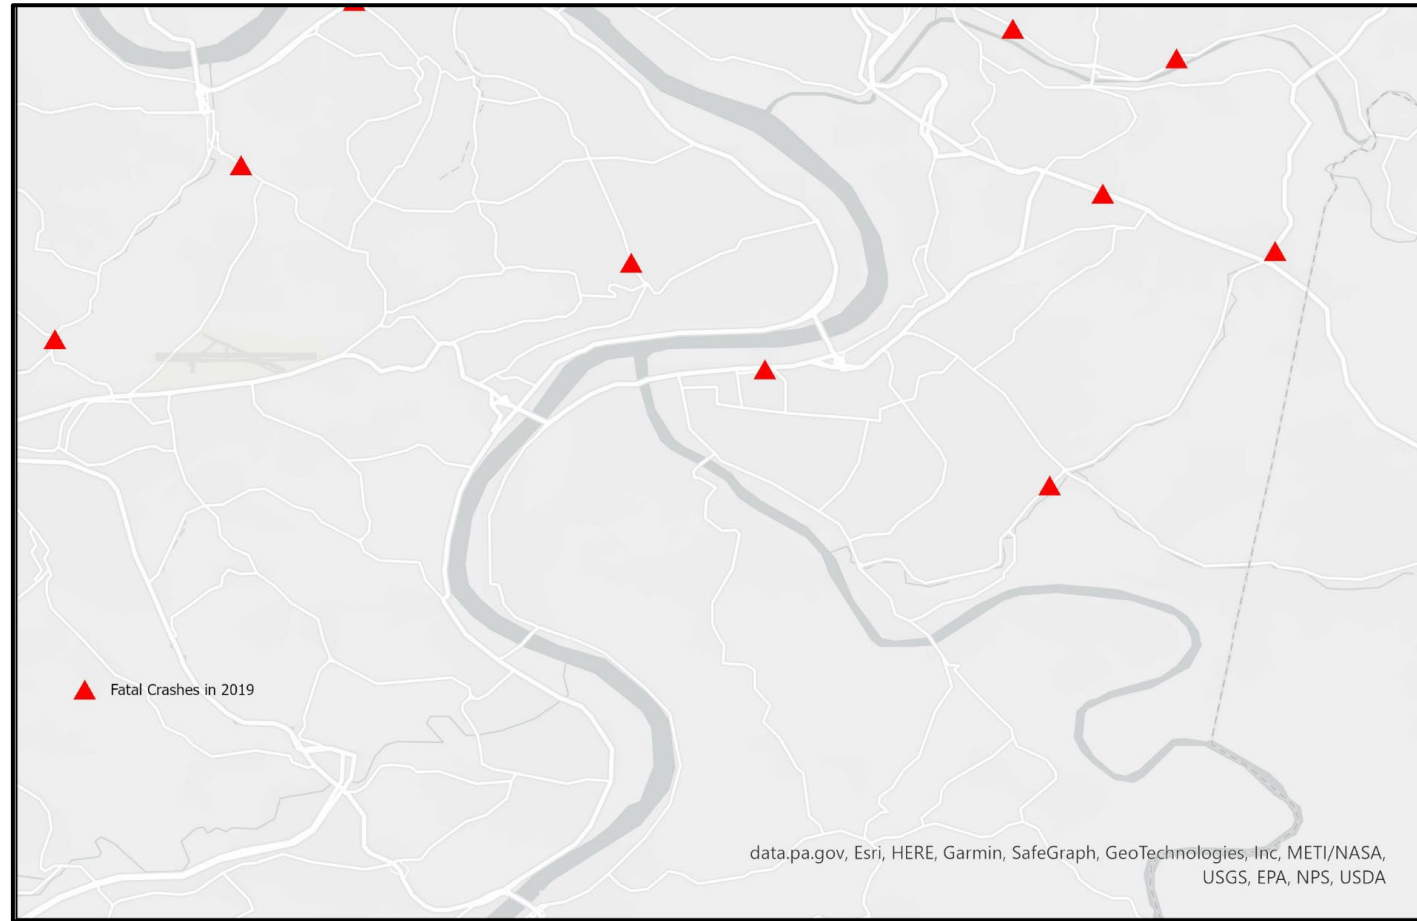 Fatal Crashes in 2019
data.pa.gov, Esri, HERE, Garmin, SafeGraph, GeoTechnologies, Inc, METI/NASA,
USGS, EPA, NPS, USDA